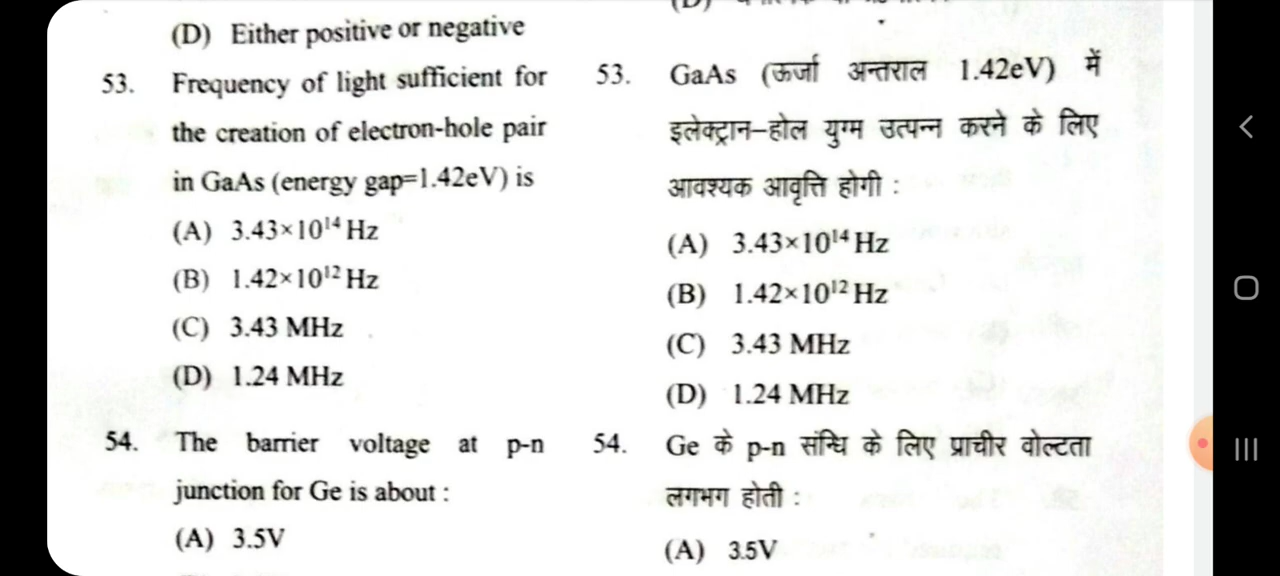 (D) Either positive or negative
53. Frequency of light sufficient for
the creation of electron-hole pair
in GaAs (energy gap=1.42eV) is
(A) 3.43×10¹⁴ Hz
(B) 1.42×10¹² Hz
(C) 3.43 MHz
(D) 1.24 MHz
54. The barrier voltage at p-n
junction for Ge is about :
(A) 3.5V
53. GaAs (ऊर्जा अन्तराल 1.42eV) में
इलेक्ट्रान–होल युग्म उत्पन्न करने के लिए
आवश्यक आवृत्ति होगी :
(A) 3.43×10¹⁴ Hz
(B) 1.42×10¹² Hz
(C) 3.43 MHz
(D) 1.24 MHz
54. Ge के p-n संन्धि के लिए प्राचीर वोल्टता
लगभग होती :
(A) 3.5V